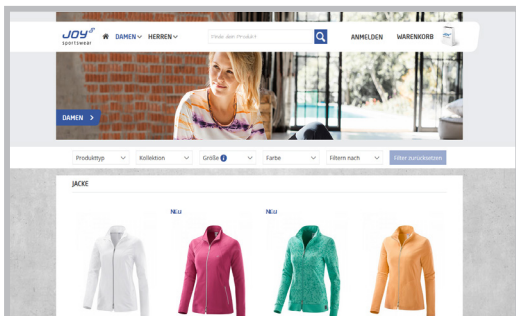 JOY
sportswear
DAMEN
HERREN
Finde dein Produkt
ANMELDEN
WARENKORB
DAMEN >
Produkttyp
Kollektion
Größe
Farbe
Filtern nach
Filter zurücksetzen
JACKE
NEU
NEU